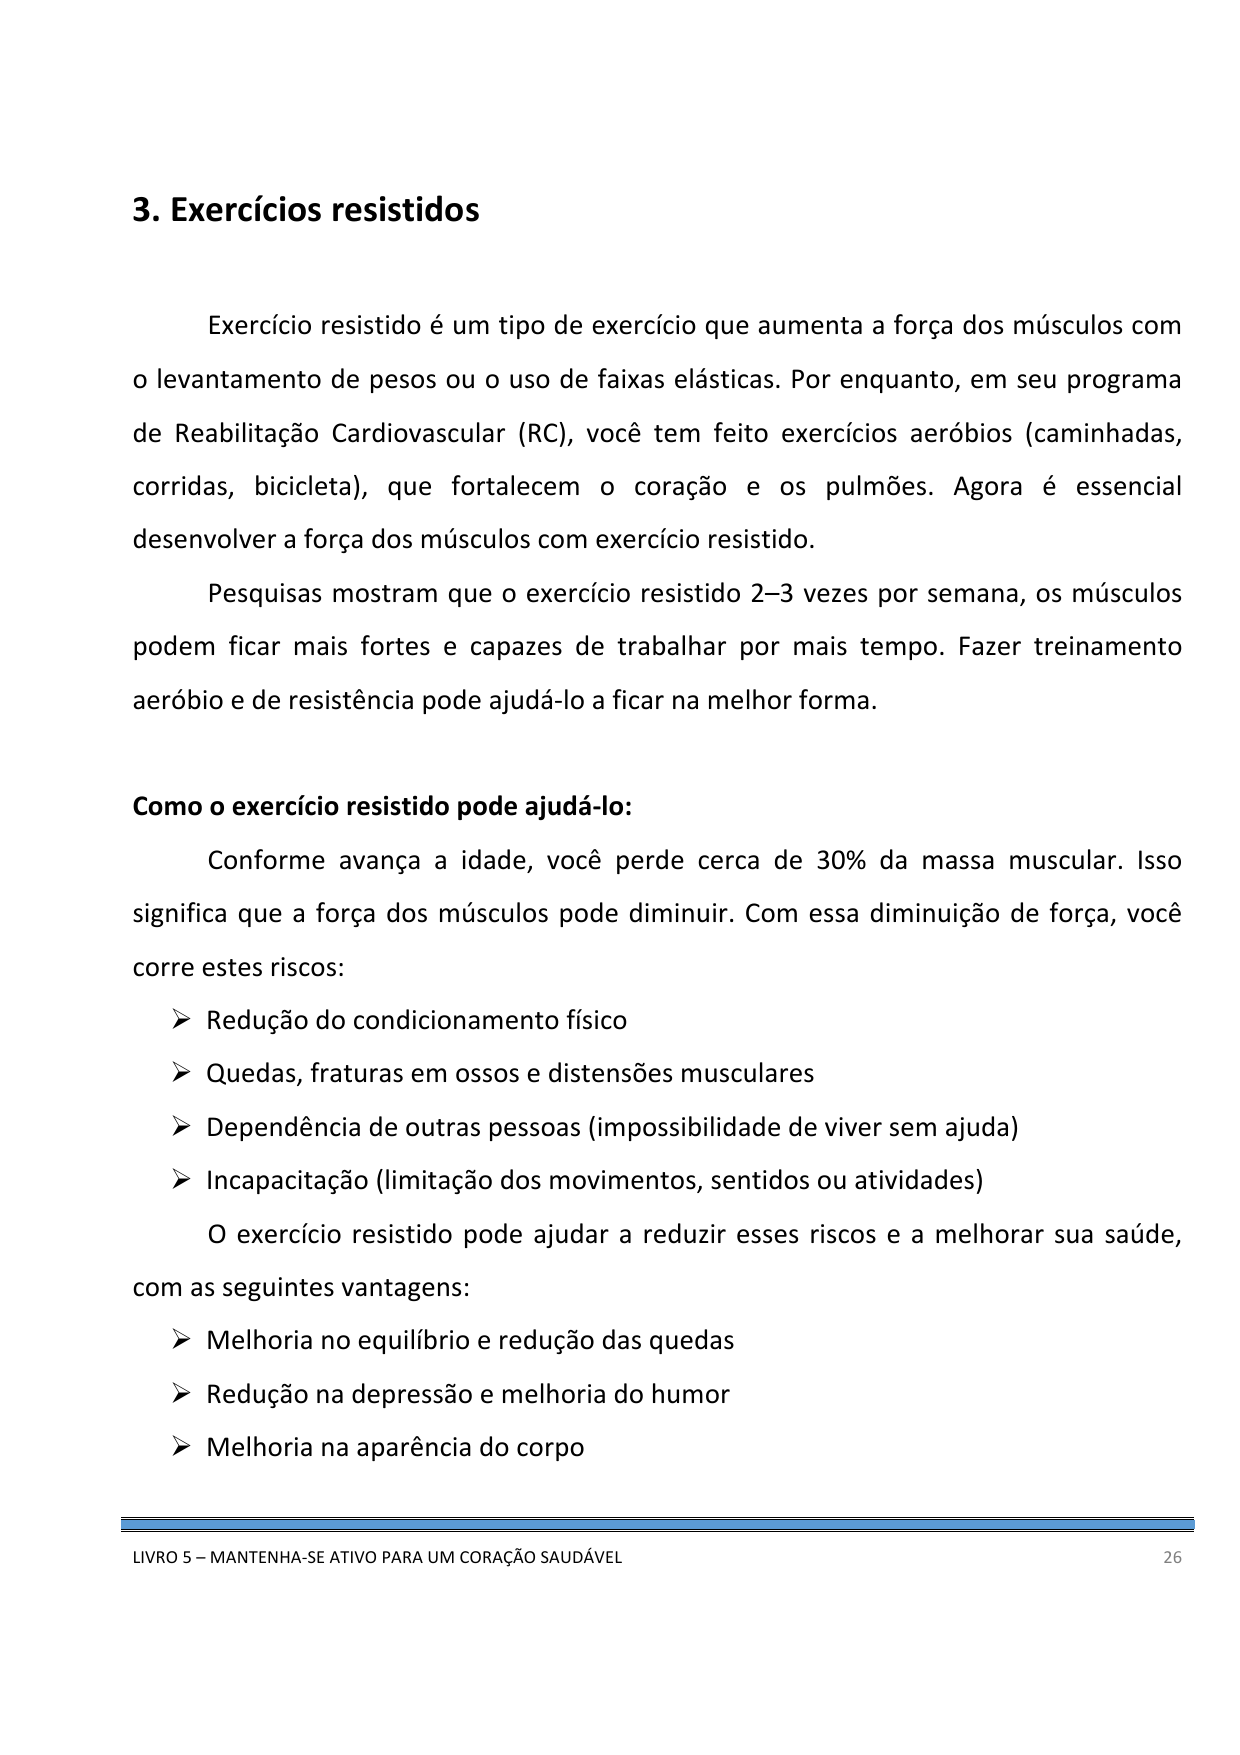 3. Exercícios resistidos
Exercício resistido é um tipo de exercício que aumenta a força dos músculos com
o levantamento de pesos ou o uso de faixas elásticas. Por enquanto, em seu programa
de Reabilitação Cardiovascular (RC), você tem feito exercícios aeróbios (caminhadas,
corridas, bicicleta), que fortalecem o coração e os pulmões. Agora é essencial
desenvolver a força dos músculos com exercício resistido.
Pesquisas mostram que o exercício resistido 2–3 vezes por semana, os músculos
podem ficar mais fortes e capazes de trabalhar por mais tempo. Fazer treinamento
aeróbio e de resistência pode ajudá-lo a ficar na melhor forma.
Como o exercício resistido pode ajudá-lo:
Conforme avança a idade, você perde cerca de 30% da massa muscular. Isso
significa que a força dos músculos pode diminuir. Com essa diminuição de força, você
corre estes riscos:
➢ Redução do condicionamento físico
➢ Quedas, fraturas em ossos e distensões musculares
➢ Dependência de outras pessoas (impossibilidade de viver sem ajuda)
➢ Incapacitação (limitação dos movimentos, sentidos ou atividades)
O exercício resistido pode ajudar a reduzir esses riscos e a melhorar sua saúde,
com as seguintes vantagens:
➢ Melhoria no equilíbrio e redução das quedas
➢ Redução na depressão e melhoria do humor
➢ Melhoria na aparência do corpo
LIVRO 5 – MANTENHA-SE ATIVO PARA UM CORAÇÃO SAUDÁVEL 26